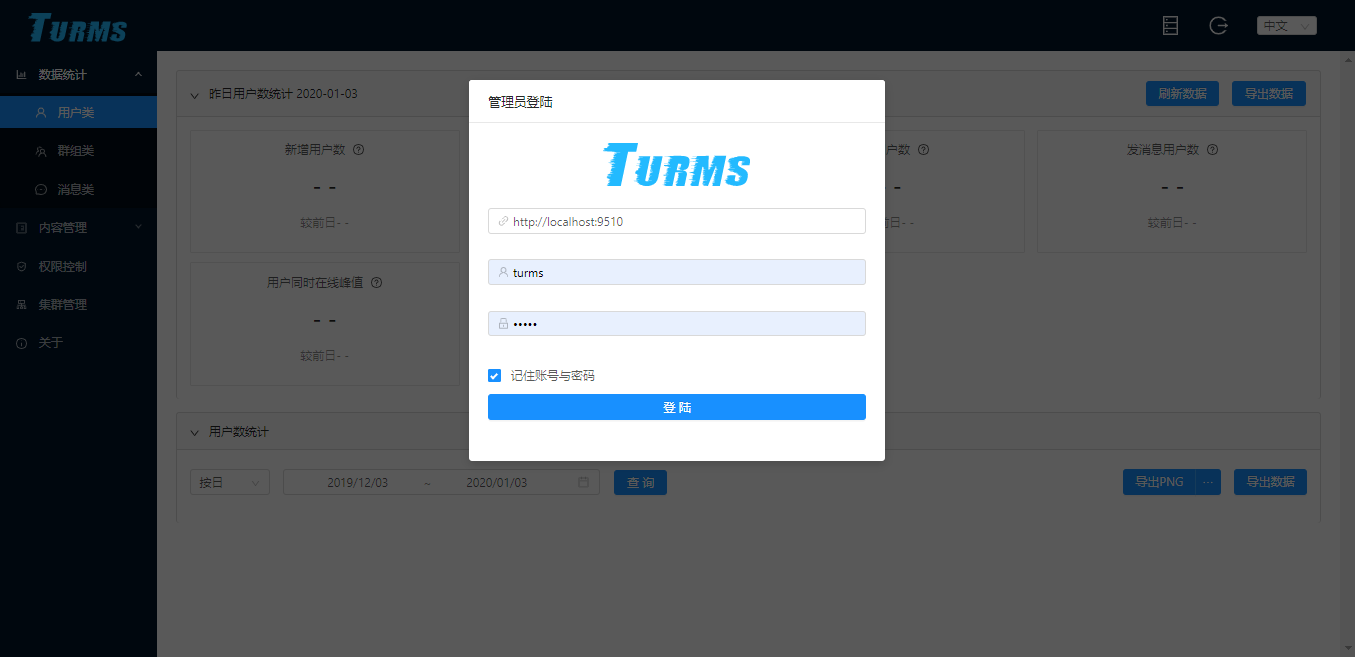 TURMS
中文
数据统计
用户类
群组类
消息类
内容管理
权限控制
集群管理
关于
昨日用户数统计 2020-01-03
刷新数据
导出数据
新增用户数
- -
较前日- -
户数
- -
日- -
发消息用户数
- -
较前日- -
用户同时在线峰值
- -
较前日- -
管理员登陆
TURMS
http://localhost:9510
turms
•••••
记住账号与密码
登 陆
用户数统计
按日
2019/12/03 ~ 2020/01/03
查 询
导出PNG ···
导出数据